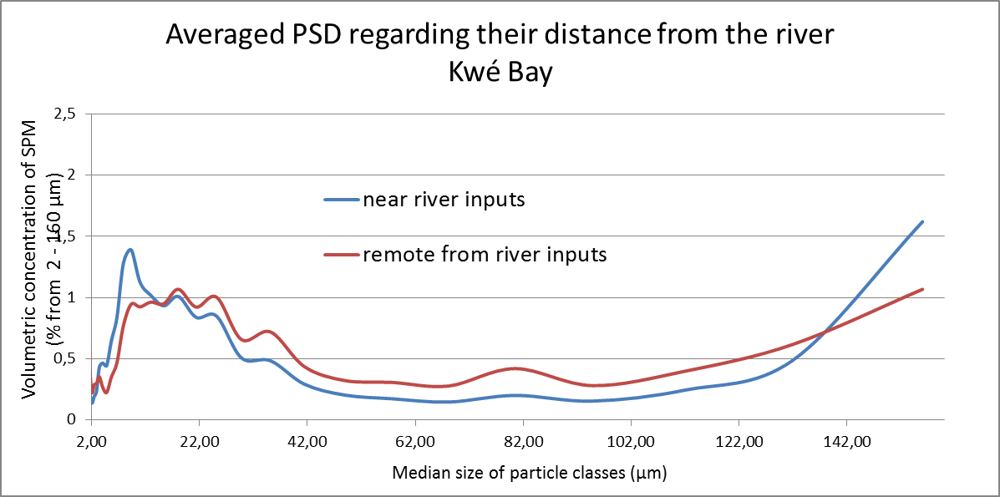 Averaged PSD regarding their distance from the river
Kwé Bay
Volumetric concentration of SPM
(% from 2 - 160 µm)
2,5
2
1,5
1
0,5
0
near river inputs
remote from river inputs
2,00 22,00 42,00 62,00 82,00 102,00 122,00 142,00
Median size of particle classes (µm)